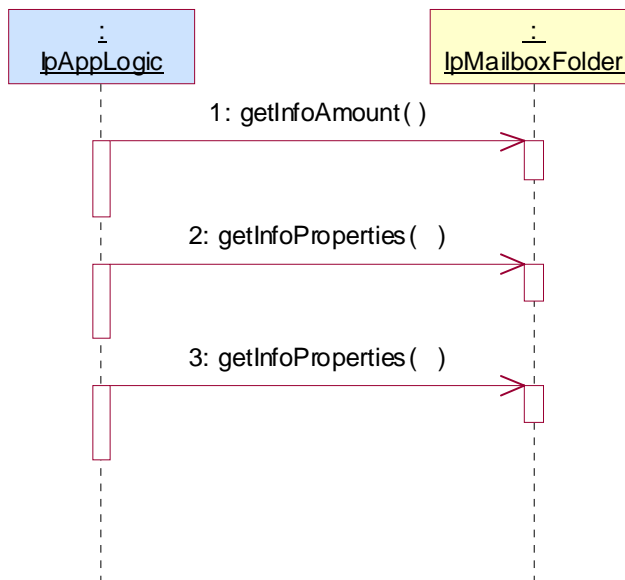 :
IpAppLogic
:
IpMailboxFolder
1: getInfoAmount( )
2: getInfoProperties(  )
3: getInfoProperties(  )